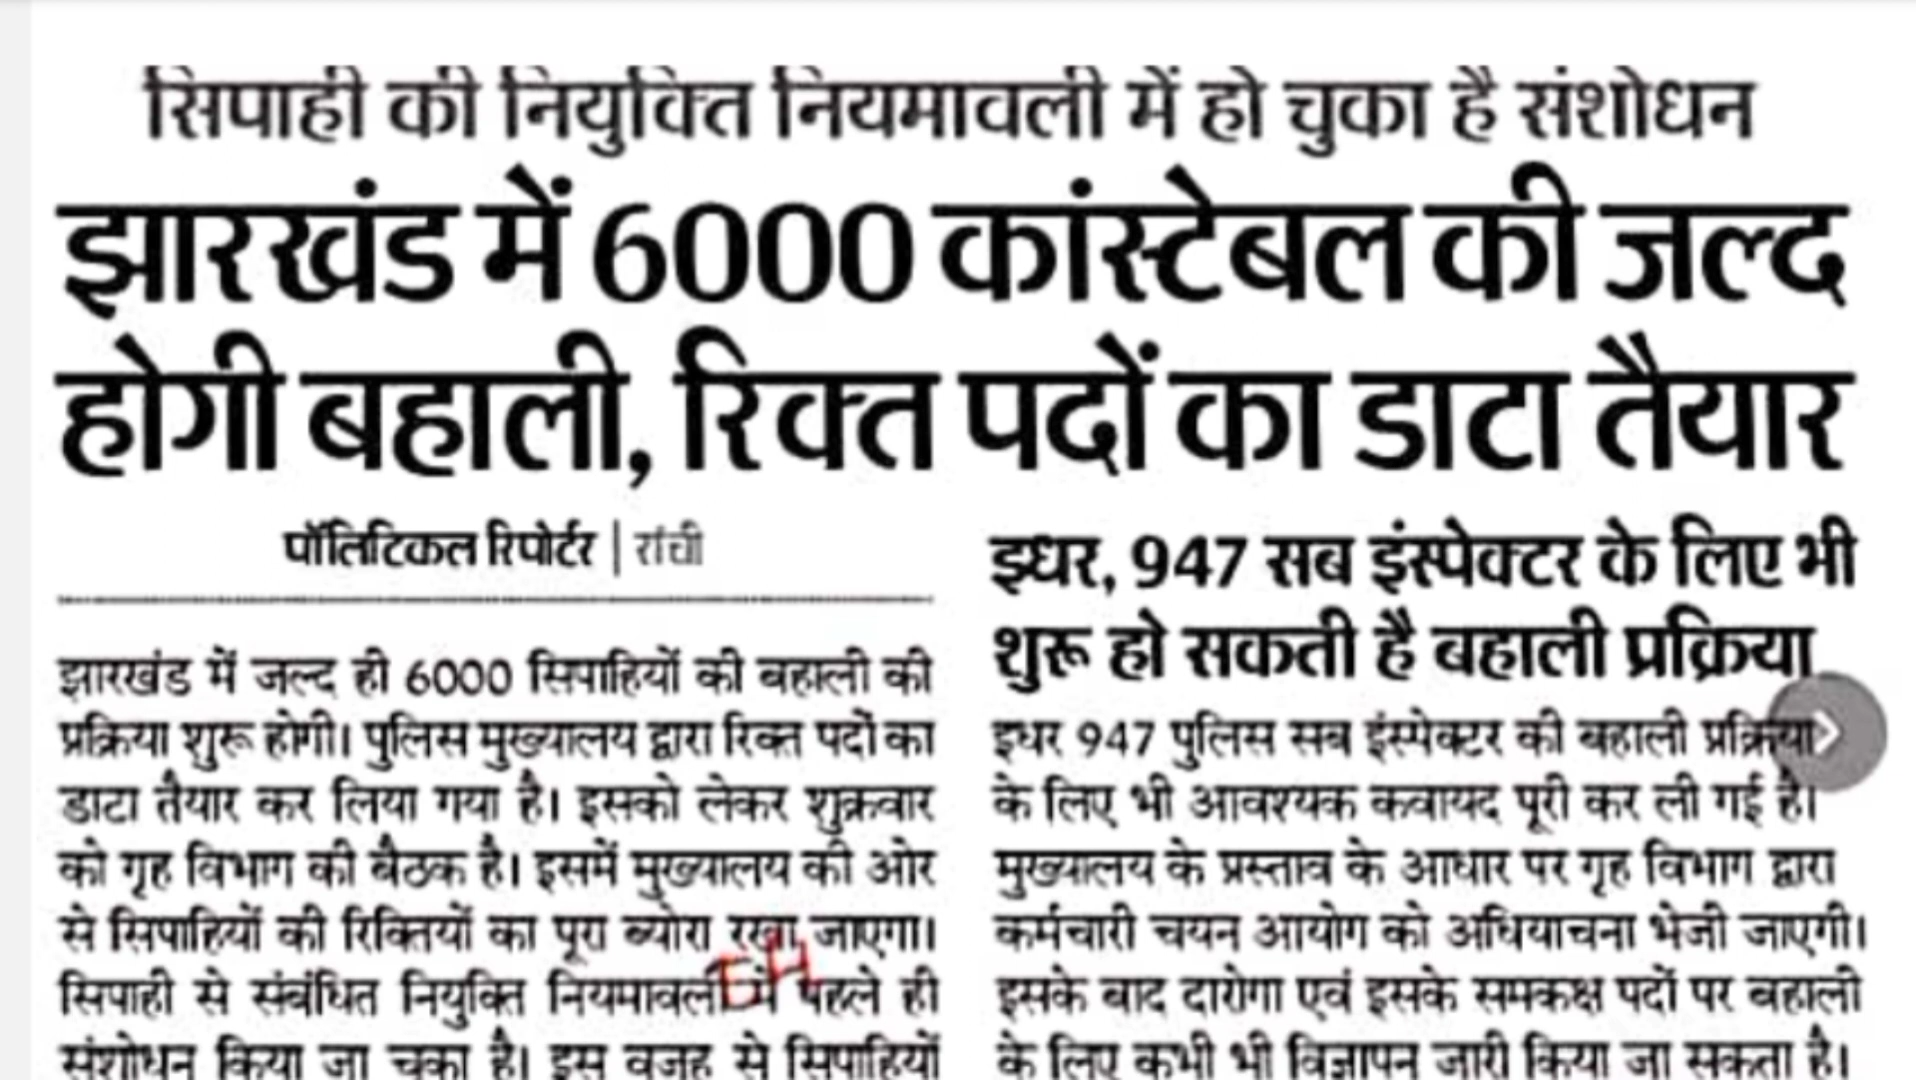 सिपाही की नियुक्ति नियमावली में हो चुका है संशोधन
झारखंड में 6000 कांस्टेबल की जल्द
होगी बहाली, रिक्त पदों का डाटा तैयार
पॉलिटिकल रिपोर्टर | रांची
झारखंड में जल्द ही 6000 सिपाहियों की बहाली की
प्रक्रिया शुरू होगी। पुलिस मुख्यालय द्वारा रिक्त पदों का
डाटा तैयार कर लिया गया है। इसको लेकर शुक्रवार
को गृह विभाग की बैठक है। इसमें मुख्यालय की ओर
से सिपाहियों की रिक्तियों का पूरा ब्योरा रखा जाएगा।
सिपाही से संबंधित नियुक्ति नियमावली में पहले ही
संशोधन किया जा चुका है। इस वजह से सिपाहियों
इधर, 947 सब इंस्पेक्टर के लिए भी
शुरू हो सकती है बहाली प्रक्रिया
इधर 947 पुलिस सब इंस्पेक्टर की बहाली प्रक्रिया
के लिए भी आवश्यक कवायद पूरी कर ली गई है।
मुख्यालय के प्रस्ताव के आधार पर गृह विभाग द्वारा
कर्मचारी चयन आयोग को अधियाचना भेजी जाएगी।
इसके बाद दारोगा एवं इसके समकक्ष पदों पर बहाली
के लिए कभी भी विज्ञापन जारी किया जा सकता है।